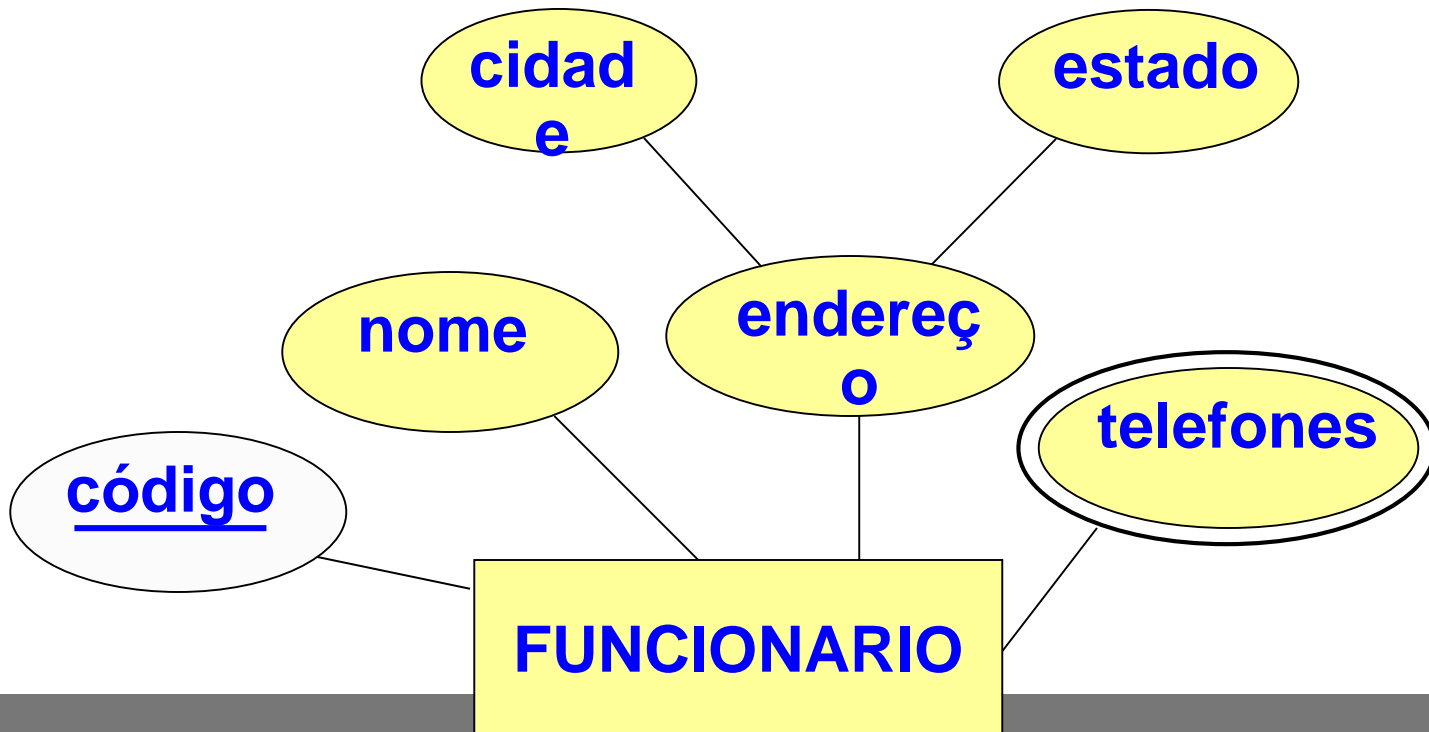 cidad
e
estado
nome
endereç
o
telefones
código
FUNCIONARIO